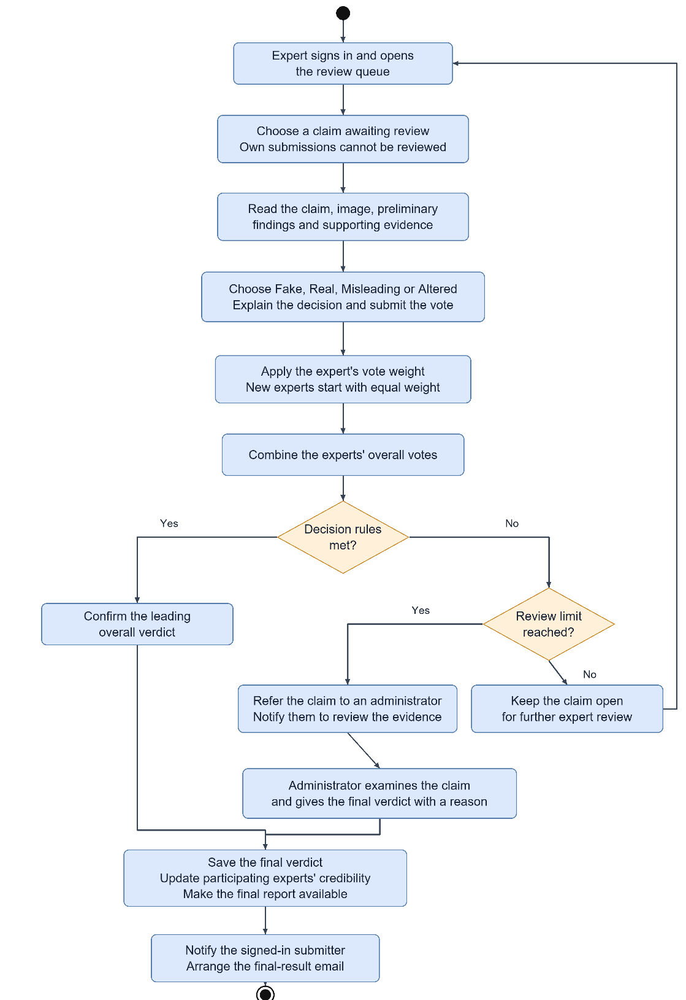 Expert signs in and opens
the review queue
Choose a claim awaiting review
Own submissions cannot be reviewed
Read the claim, image, preliminary
findings and supporting evidence
Choose Fake, Real, Misleading or Altered
Explain the decision and submit the vote
Apply the expert's vote weight
New experts start with equal weight
Combine the experts' overall votes
Decision rules
met?
Yes
No
Confirm the leading
overall verdict
Review limit
reached?
Yes
No
Refer the claim to an administrator
Notify them to review the evidence
Keep the claim open
for further expert review
Administrator examines the claim
and gives the final verdict with a reason
Save the final verdict
Update participating experts' credibility
Make the final report available
Notify the signed-in submitter
Arrange the final-result email